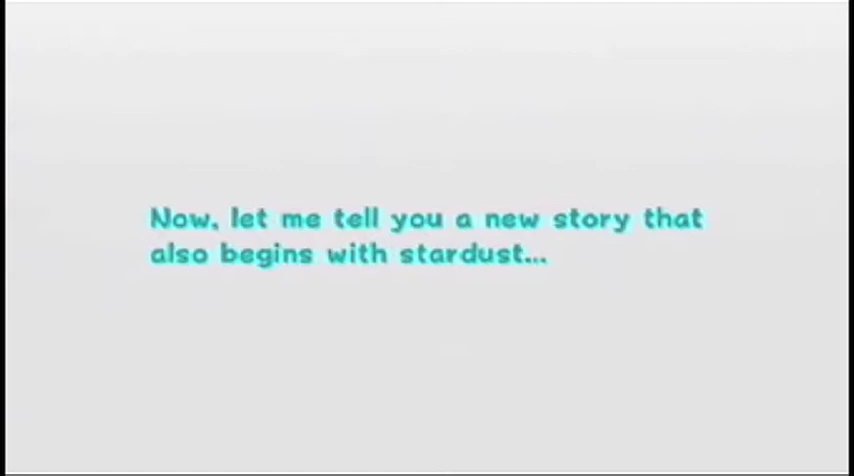 Now, let me tell you a new story that
also begins with stardust...